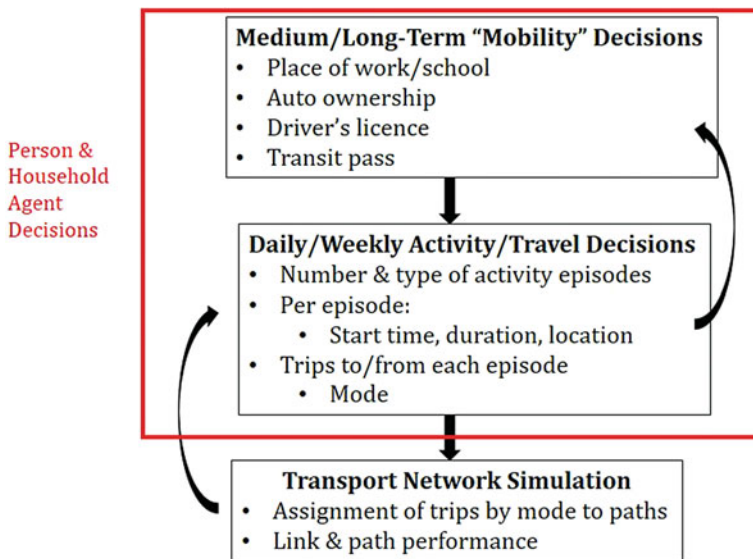 Medium/Long-Term “Mobility” Decisions
• Place of work/school
• Auto ownership
• Driver’s licence
• Transit pass
Person &
Household
Agent
Decisions
Daily/Weekly Activity/Travel Decisions
• Number & type of activity episodes
• Per episode:
• Start time, duration, location
• Trips to/from each episode
• Mode
Transport Network Simulation
• Assignment of trips by mode to paths
• Link & path performance